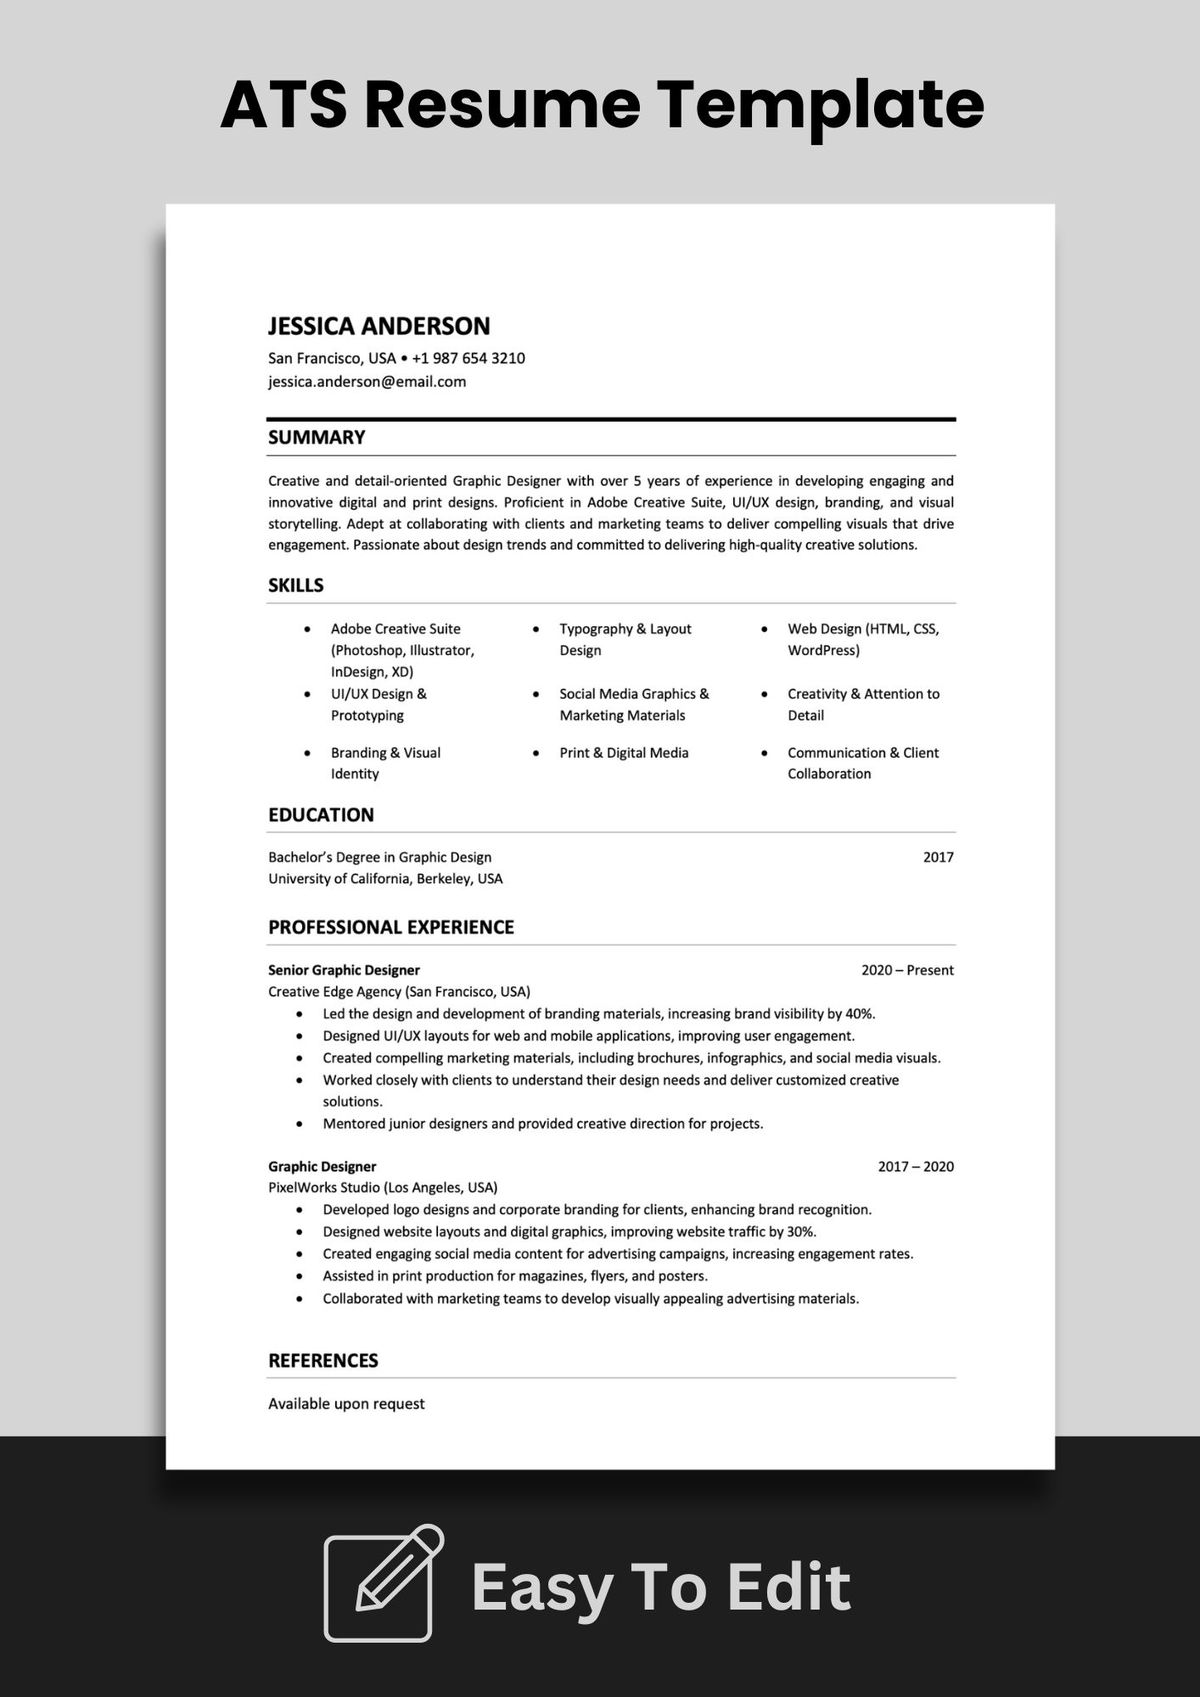 ATS Resume Template
JESSICA ANDERSON
San Francisco, USA • +1 987 654 3210
jessica.anderson@email.com
SUMMARY
Creative and detail-oriented Graphic Designer with over 5 years of experience in developing engaging and
innovative digital and print designs. Proficient in Adobe Creative Suite, UI/UX design, branding, and visual
storytelling. Adept at collaborating with clients and marketing teams to deliver compelling visuals that drive
engagement. Passionate about design trends and committed to delivering high-quality creative solutions.
SKILLS
• Adobe Creative Suite
(Photoshop, Illustrator,
InDesign, XD)
• Typography & Layout
Design
• Web Design (HTML, CSS,
WordPress)
• UI/UX Design &
Prototyping
• Social Media Graphics &
Marketing Materials
• Creativity & Attention to
Detail
• Branding & Visual
Identity
• Print & Digital Media
• Communication & Client
Collaboration
EDUCATION
Bachelor’s Degree in Graphic Design 2017
University of California, Berkeley, USA
PROFESSIONAL EXPERIENCE
Senior Graphic Designer 2020 – Present
Creative Edge Agency (San Francisco, USA)
• Led the design and development of branding materials, increasing brand visibility by 40%.
• Designed UI/UX layouts for web and mobile applications, improving user engagement.
• Created compelling marketing materials, including brochures, infographics, and social media visuals.
• Worked closely with clients to understand their design needs and deliver customized creative
solutions.
• Mentored junior designers and provided creative direction for projects.
Graphic Designer 2017 – 2020
PixelWorks Studio (Los Angeles, USA)
• Developed logo designs and corporate branding for clients, enhancing brand recognition.
• Designed website layouts and digital graphics, improving website traffic by 30%.
• Created engaging social media content for advertising campaigns, increasing engagement rates.
• Assisted in print production for magazines, flyers, and posters.
• Collaborated with marketing teams to develop visually appealing advertising materials.
REFERENCES
Available upon request
Easy To Edit